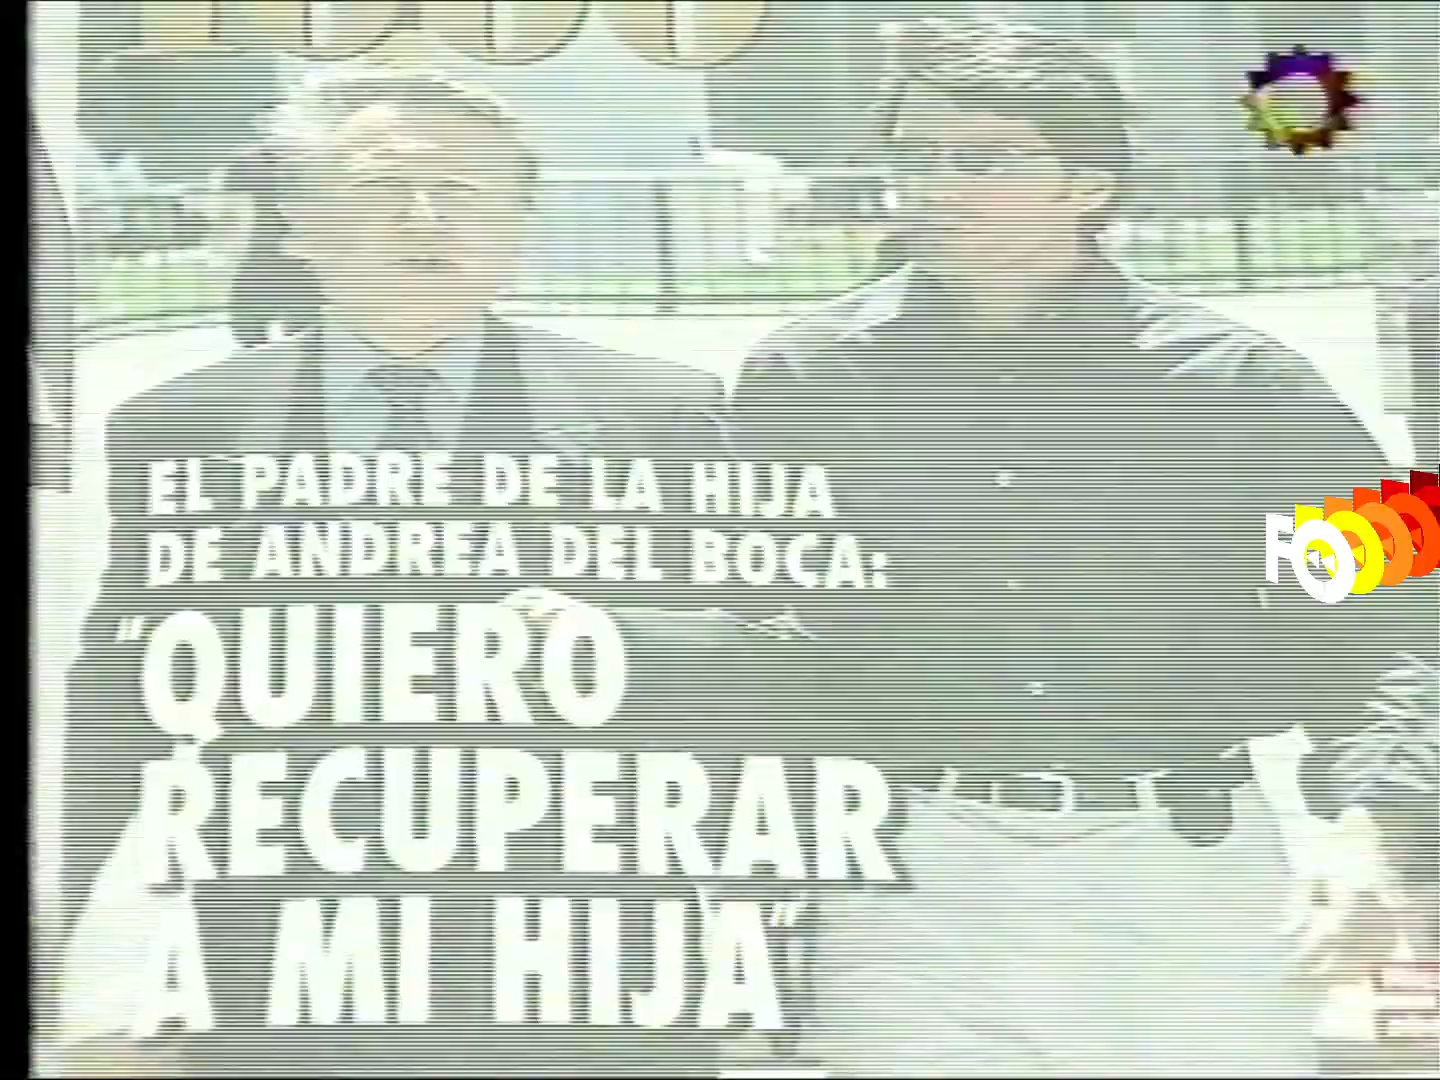 EL PADRE DE LA HIJA
DE ANDREA DEL BOCA:
"QUIERO
RECUPERAR
A MI HIJA"